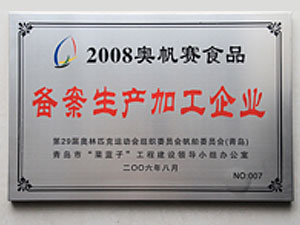 2008奥帆赛食品
备案生产加工企业
第29届奥林匹克运动会组织委员会帆船委员会(青岛)
青岛市“菜篮子”工程建设领导小组办公室
二〇〇六年八月
NO:007